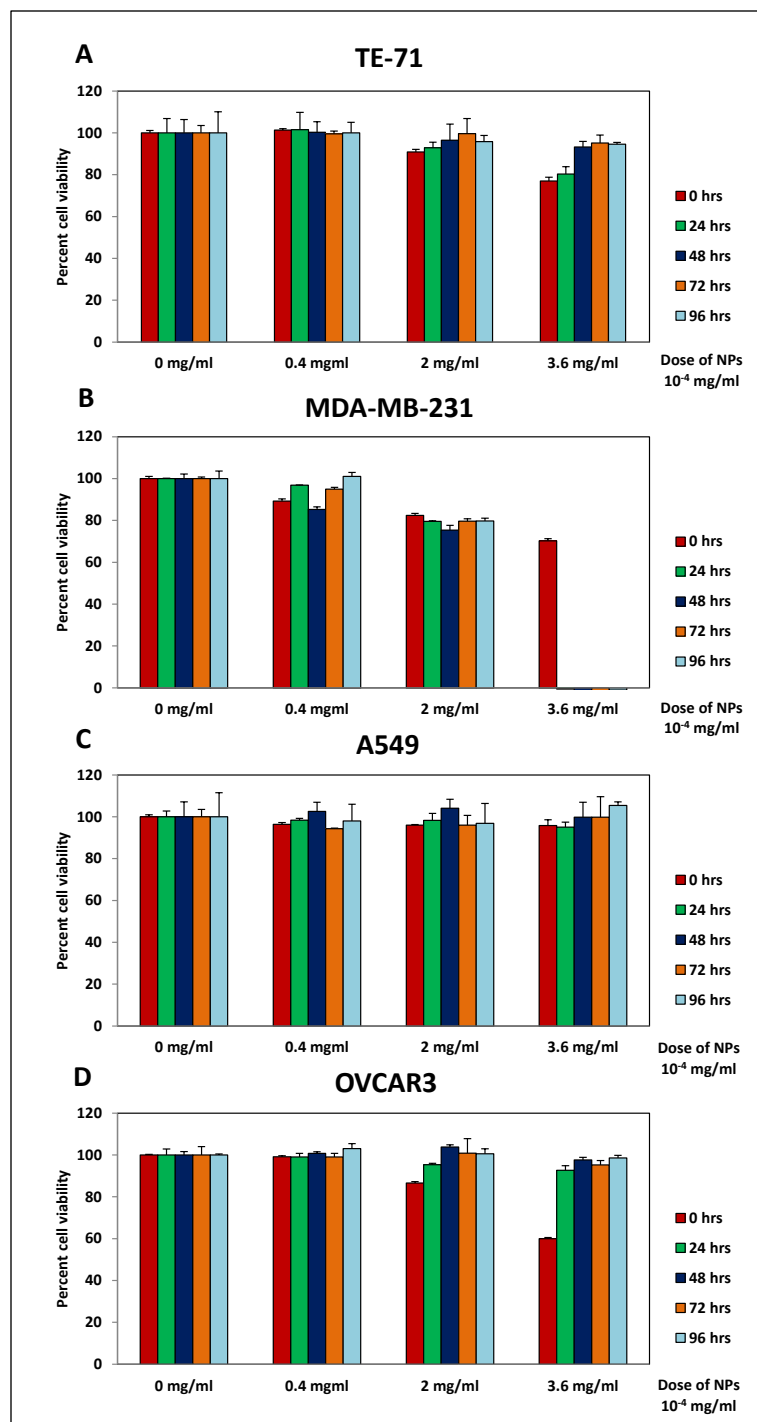 A
TE-71
120
100
80
60
40
20
0
Percent cell viability
0 mg/ml 0.4 mgml 2 mg/ml 3.6 mg/ml
0 hrs
24 hrs
48 hrs
72 hrs
96 hrs
Dose of NPs
10⁻⁴ mg/ml
B
MDA-MB-231
120
100
80
60
40
20
0
Percent cell viability
0 mg/ml 0.4 mgml 2 mg/ml 3.6 mg/ml
0 hrs
24 hrs
48 hrs
72 hrs
96 hrs
Dose of NPs
10⁻⁴ mg/ml
C
A549
120
100
80
60
40
20
0
Percent cell viability
0 mg/ml 0.4 mgml 2 mg/ml 3.6 mg/ml
0 hrs
24 hrs
48 hrs
72 hrs
96 hrs
Dose of NPs
10⁻⁴ mg/ml
D
OVCAR3
120
100
80
60
40
20
0
Percent cell viability
0 mg/ml 0.4 mgml 2 mg/ml 3.6 mg/ml
0 hrs
24 hrs
48 hrs
72 hrs
96 hrs
Dose of NPs
10⁻⁴ mg/ml